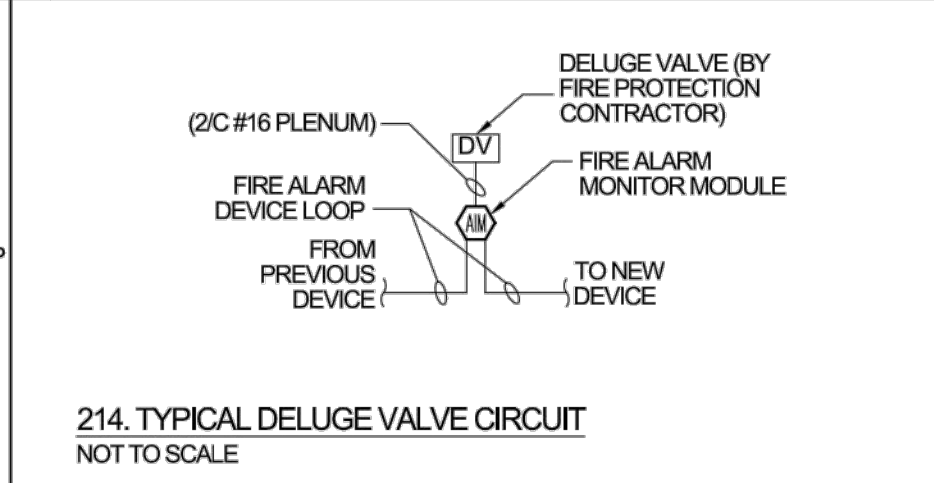 DELUGE VALVE (BY
FIRE PROTECTION
CONTRACTOR)
(2/C #16 PLENUM)
DV
FIRE ALARM
MONITOR MODULE
FIRE ALARM
DEVICE LOOP
AIM
FROM
PREVIOUS
DEVICE
TO NEW
DEVICE
214. TYPICAL DELUGE VALVE CIRCUIT
NOT TO SCALE